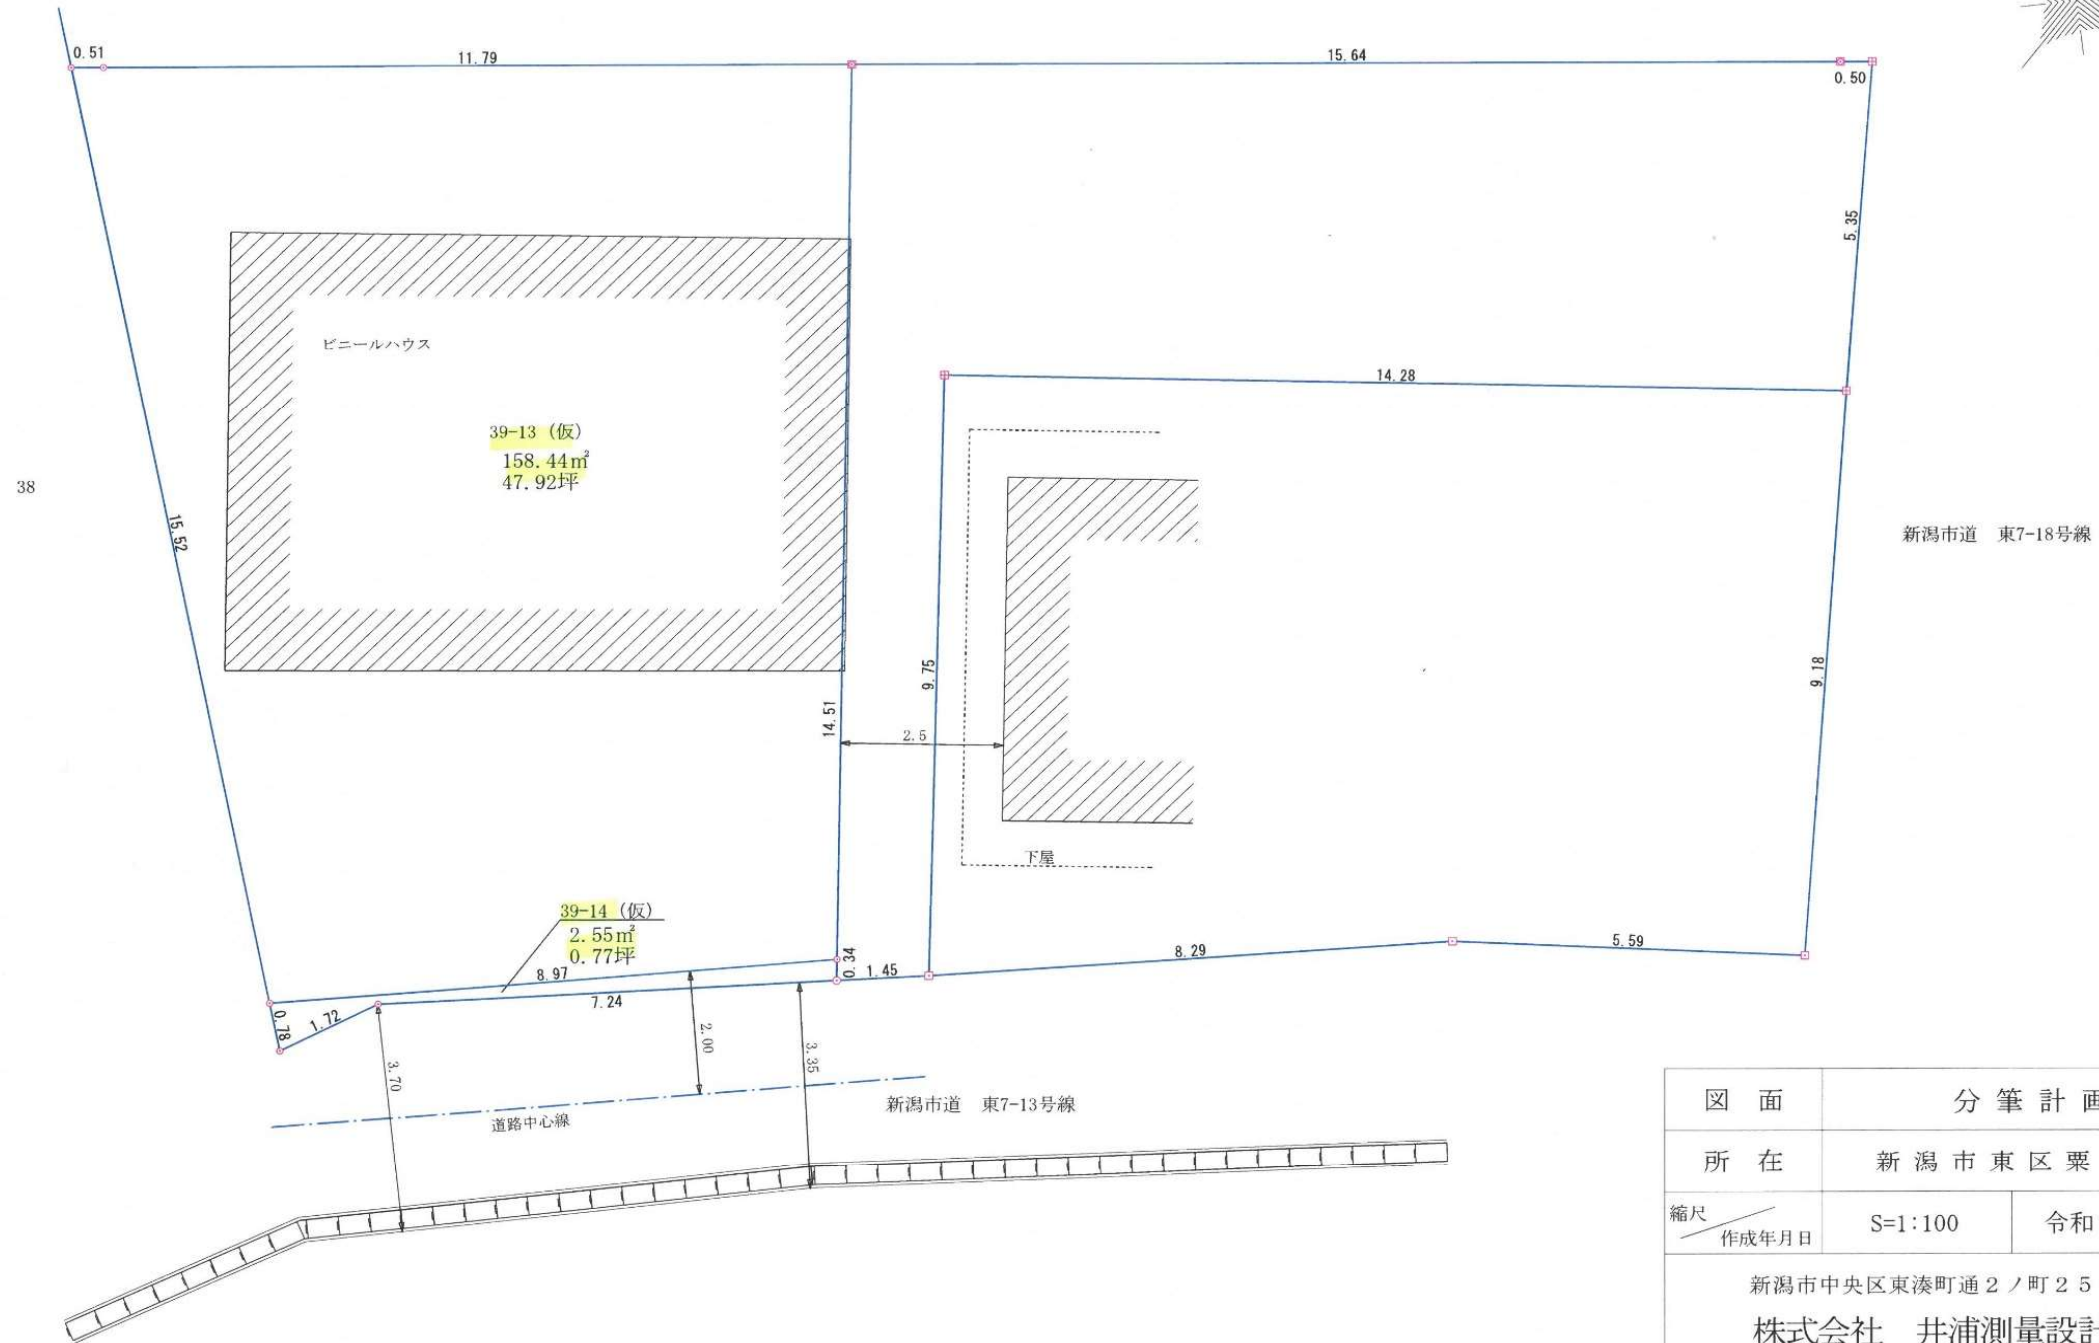 0.51
11.79
15.64
0.50
5.35
ビニールハウス
14.28
39-13 (仮)
158.44㎡
47.92坪
38
15.52
新潟市道 東7-18号線
9.75
9.18
14.51
2.5
下屋
39-14 (仮)
2.55㎡
0.77坪
8.97
0.34
1.45
8.29
5.59
7.24
0.78
1.72
2.00
3.35
3.70
新潟市道 東7-13号線
道路中心線
図面 分筆計画
所在 新潟市東区粟
縮尺
作成年月日
S=1:100 令和
新潟市中央区東湊町通2ノ町25
株式会社 井浦測量設計